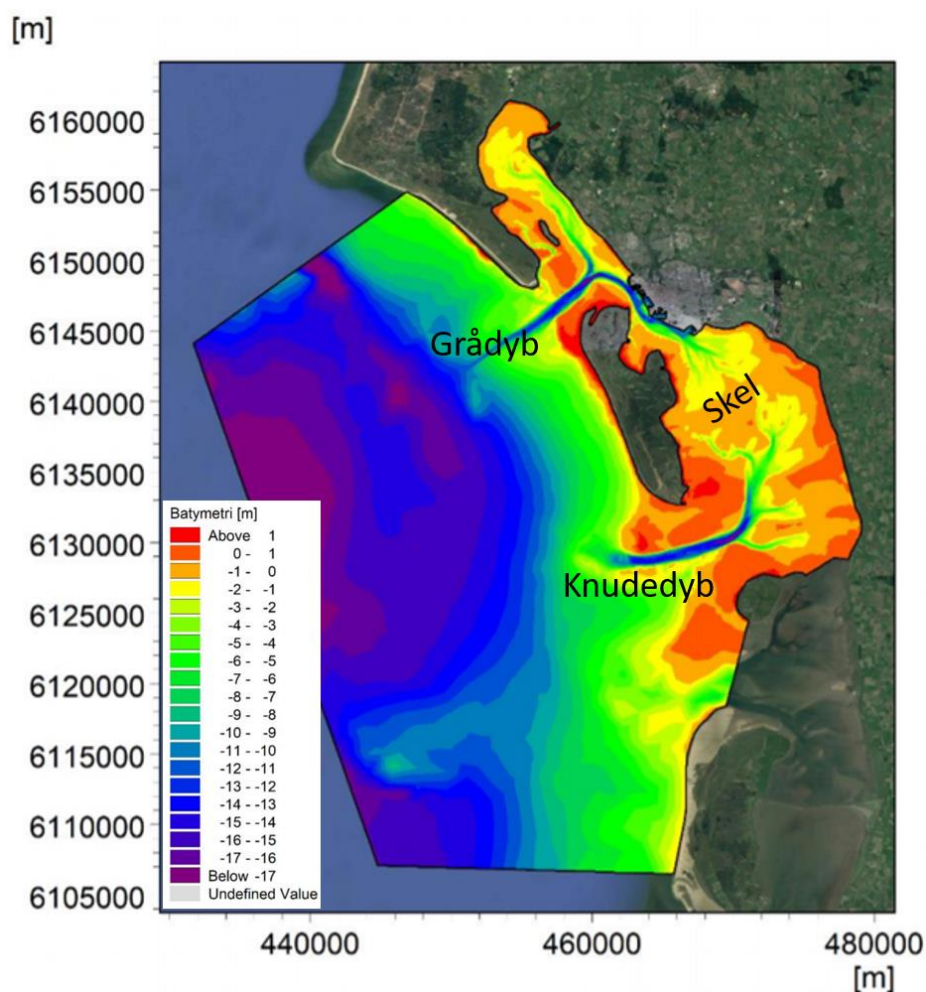 [m]
6160000
6155000
6150000
6145000
6140000
6135000
6130000
6125000
6120000
6115000
6110000
6105000
Grådyb
Skel
Knudedyb
Batymetri [m]
Above 1
0 - 1
-1 - 0
-2 - -1
-3 - -2
-4 - -3
-5 - -4
-6 - -5
-7 - -6
-8 - -7
-9 - -8
-10 - -9
-11 - -10
-12 - -11
-13 - -12
-14 - -13
-15 - -14
-16 - -15
-17 - -16
Below -17
Undefined Value
440000 460000 480000
[m]